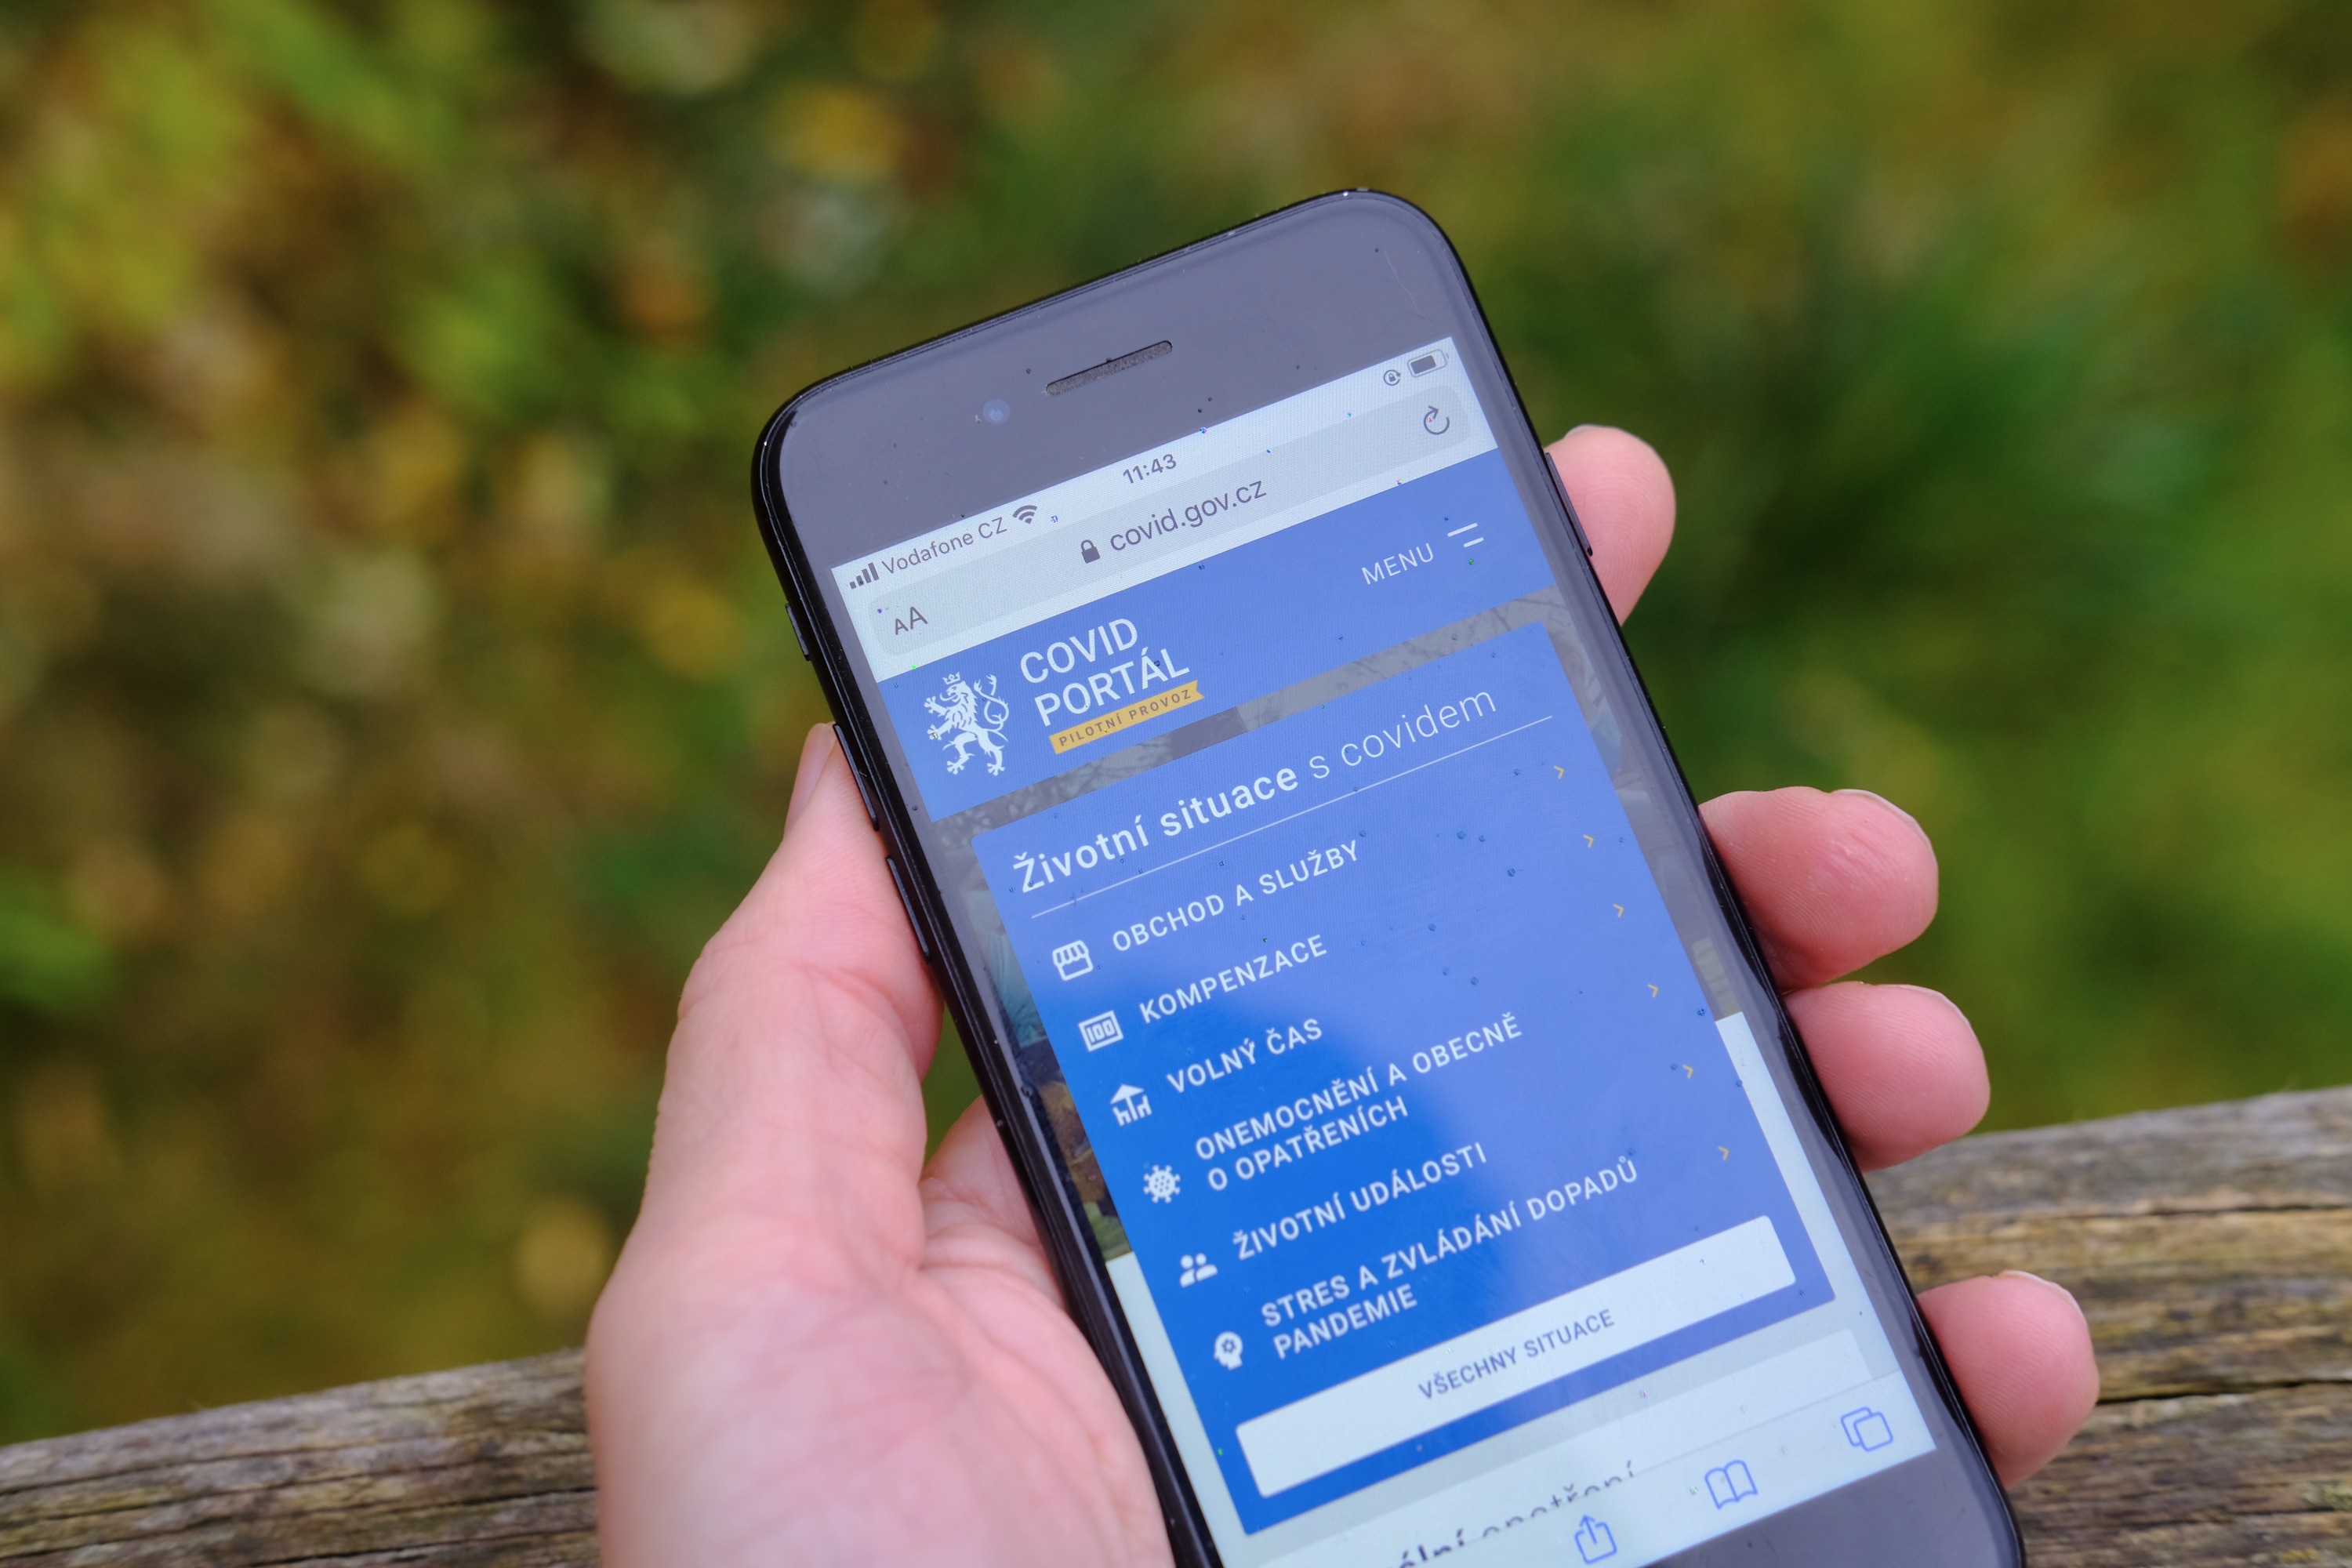 Vodafone CZ
11:43
AA
covid.gov.cz
COVID
PORTÁL
PILOTNÍ PROVOZ
MENU
Životní situace s covidem
OBCHOD A SLUŽBY
100
KOMPENZACE
VOLNÝ ČAS
ONEMOCNĚNÍ A OBECNĚ
O OPATŘENÍCH
ŽIVOTNÍ UDÁLOSTI
STRES A ZVLÁDÁNÍ DOPADŮ
PANDEMIE
VŠECHNY SITUACE